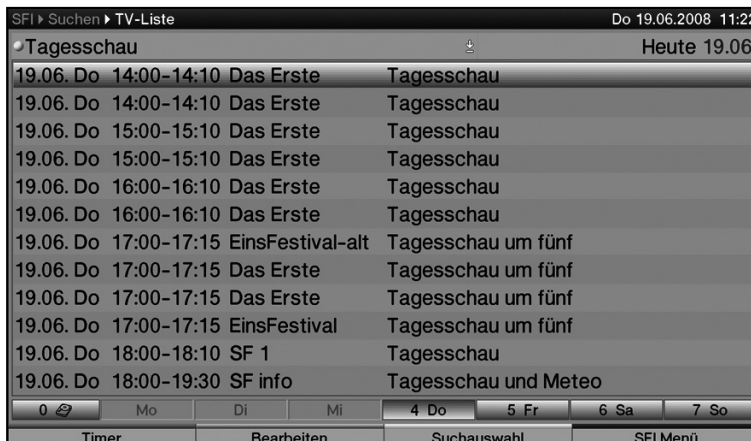 SFI Suchen TV-Liste Do 19.06.2008 11:22
Tagesschau Heute 19.06
19.06. Do 14:00-14:10 Das Erste Tagesschau
19.06. Do 14:00-14:10 Das Erste Tagesschau
19.06. Do 15:00-15:10 Das Erste Tagesschau
19.06. Do 15:00-15:10 Das Erste Tagesschau
19.06. Do 16:00-16:10 Das Erste Tagesschau
19.06. Do 16:00-16:10 Das Erste Tagesschau
19.06. Do 17:00-17:15 EinsFestival-alt Tagesschau um fünf
19.06. Do 17:00-17:15 Das Erste Tagesschau um fünf
19.06. Do 17:00-17:15 Das Erste Tagesschau um fünf
19.06. Do 17:00-17:15 EinsFestival Tagesschau um fünf
19.06. Do 18:00-18:10 SF 1 Tagesschau
19.06. Do 18:00-19:30 SF info Tagesschau und Meteo
0 Mo Di Mi 4 Do 5 Fr 6 Sa 7 So
Timer Bearbeiten Suchauswahl SFI Menü